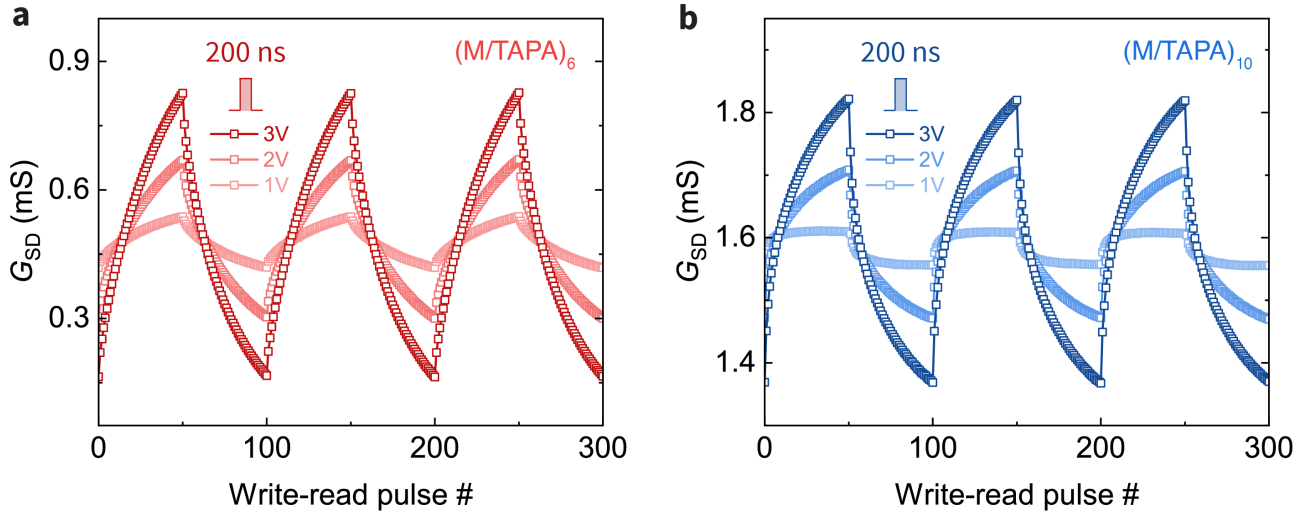 a
200 ns
(M/TAPA)6
3V
2V
1V
GSD (mS)
0.9
0.6
0.3
0
100
200
300
Write-read pulse #
b
200 ns
(M/TAPA)10
3V
2V
1V
GSD (mS)
1.8
1.6
1.4
0
100
200
300
Write-read pulse #